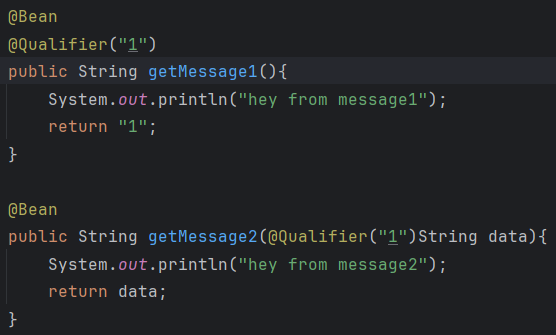 @Bean
@Qualifier("1")
public String getMessage1(){
    System.out.println("hey from message1");
    return "1";
}

@Bean
public String getMessage2(@Qualifier("1")String data){
    System.out.println("hey from message2");
    return data;
}